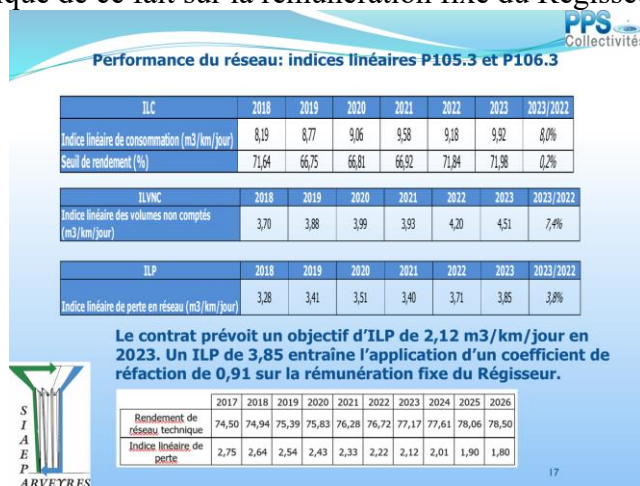 que de ce fait sur la rémunération fixe du Régisseu
PPS
Collectivités
Performance du réseau: indices linéaires P105.3 et P106.3
ILC 2018 2019 2020 2021 2022 2023 2023/2022
Indice linéaire de consommation (m3/km/jour) 8,19 8,77 9,06 9,58 9,18 9,92 8,0%
Seuil de rendement (%) 71,64 66,75 66,81 66,92 71,84 71,98 0,2%
ILVNC 2018 2019 2020 2021 2022 2023 2023/2022
Indice linéaire des volumes non comptés
(m3/km/jour) 3,70 3,88 3,99 3,93 4,20 4,51 7,4%
ILP 2018 2019 2020 2021 2022 2023 2023/2022
Indice linéaire de perte en réseau (m3/km/jour) 3,28 3,41 3,51 3,40 3,71 3,85 3,8%
Le contrat prévoit un objectif d'ILP de 2,12 m3/km/jour en
2023. Un ILP de 3,85 entraîne l'application d'un coefficient de
réfaction de 0,91 sur la rémunération fixe du Régisseur.
2017 2018 2019 2020 2021 2022 2023 2024 2025 2026
Rendement de
réseau technique 74,50 74,94 75,39 75,83 76,28 76,72 77,17 77,61 78,06 78,50
Indice linéaire de
perte 2,75 2,64 2,54 2,43 2,33 2,22 2,12 2,01 1,90 1,80
S
I
A
E
P
ARVEYRES
17